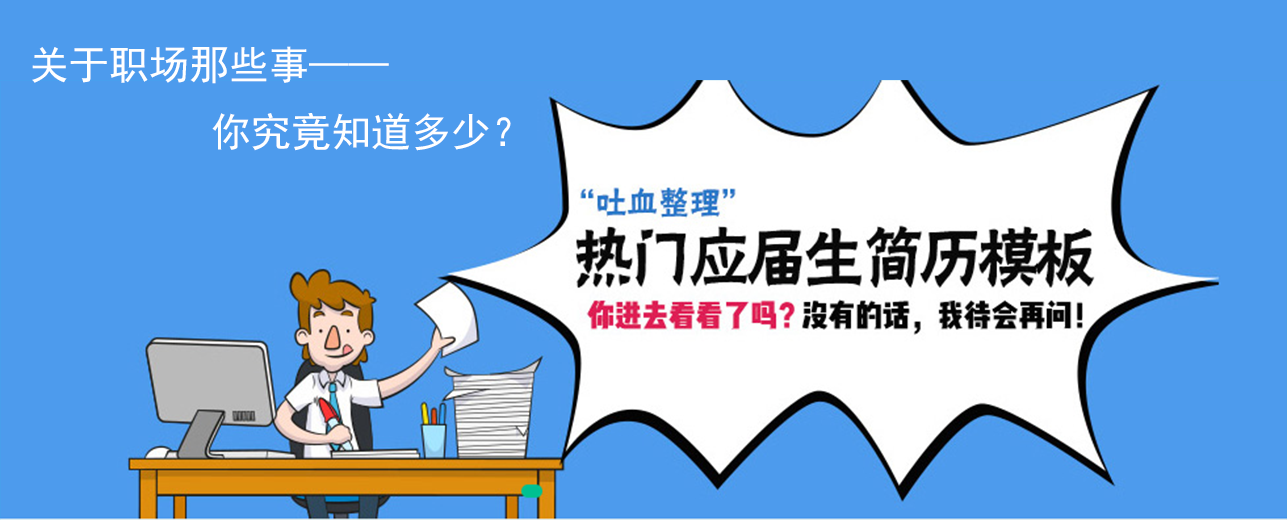 关于职场那些事——
你究竟知道多少？
“吐血整理”
热门应届生简历模板
你进去看看了吗？没有的话，我待会再问！